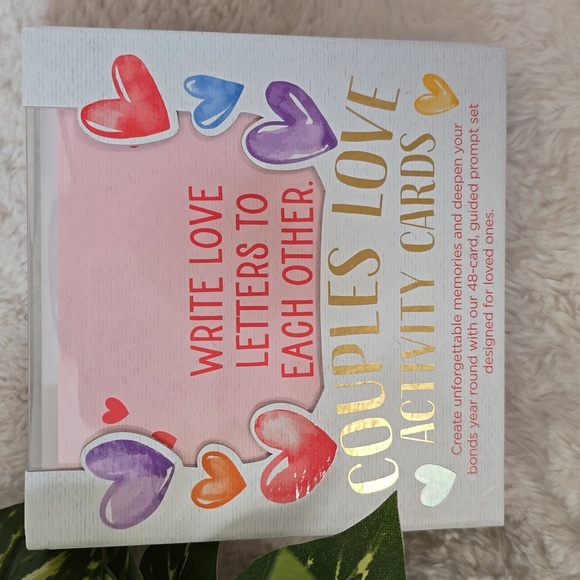 WRITE LOVE
LETTERS TO
EACH OTHER.
COUPLES LOVE
ACTIVITY CARDS
Create unforgettable memories and deepen your
bonds year round with our 48-card, guided prompt set
designed for loved ones.